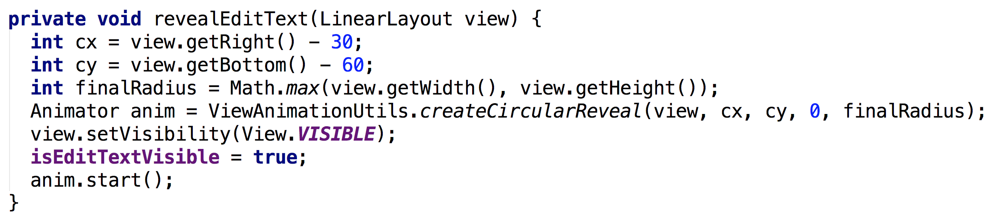 private void revealEditText(LinearLayout view) {
  int cx = view.getRight() - 30;
  int cy = view.getBottom() - 60;
  int finalRadius = Math.max(view.getWidth(), view.getHeight());
  Animator anim = ViewAnimationUtils.createCircularReveal(view, cx, cy, 0, finalRadius);
  view.setVisibility(View.VISIBLE);
  isEditTextVisible = true;
  anim.start();
}